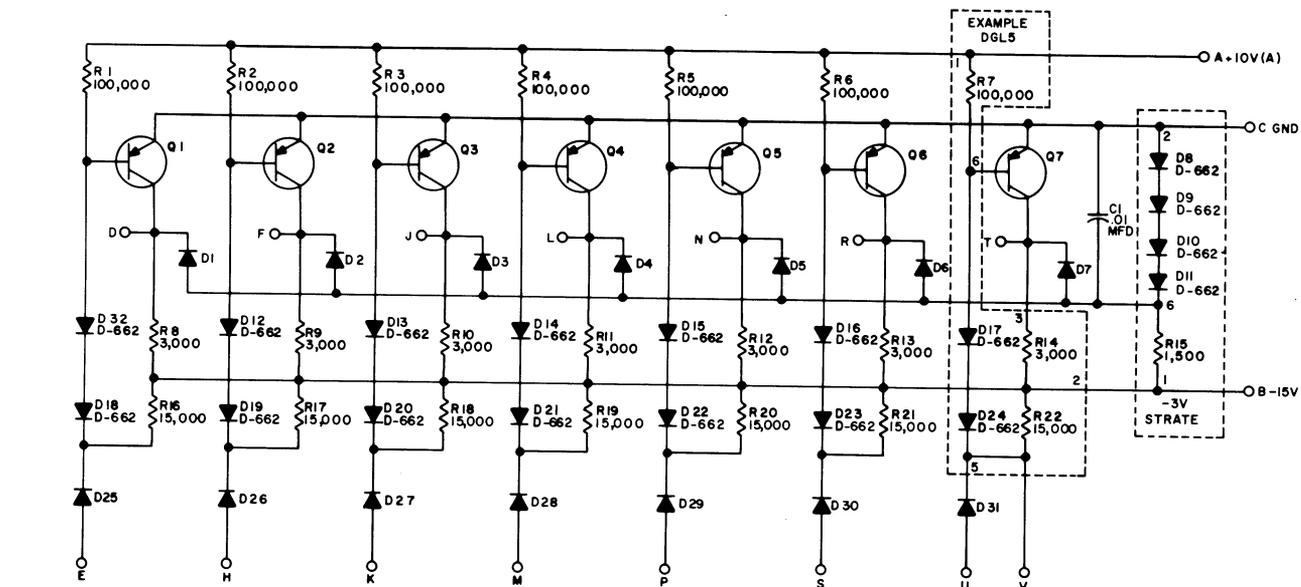 EXAMPLE
DGL5
A+10V(A)
1
R1
100,000
R2
100,000
R3
100,000
R4
100,000
R5
100,000
R6
100,000
R7
100,000
C GND
2
Q1
Q2
Q3
Q4
Q5
Q6
6
Q7
D8
D-662
D9
D-662
D10
D-662
D11
D-662
C1
.01
MFD
D
F
J
L
N
R
T
D1
D2
D3
D4
D5
D6
D7
6
3
D32
D-662
R8
3,000
D12
D-662
R9
3,000
D13
D-662
R10
3,000
D14
D-662
R11
3,000
D15
D-662
R12
3,000
D16
D-662
R13
3,000
D17
D-662
R14
3,000
R15
1,500
2
1
B-15V
D18
D-662
R16
15,000
D19
D-662
R17
15,000
D20
D-662
R18
15,000
D21
D-662
R19
15,000
D22
D-662
R20
15,000
D23
D-662
R21
15,000
D24
D-662
R22
15,000
-3V
STRATE
5
D25
D26
D27
D28
D29
D30
D31
E
H
K
M
P
S
U
V